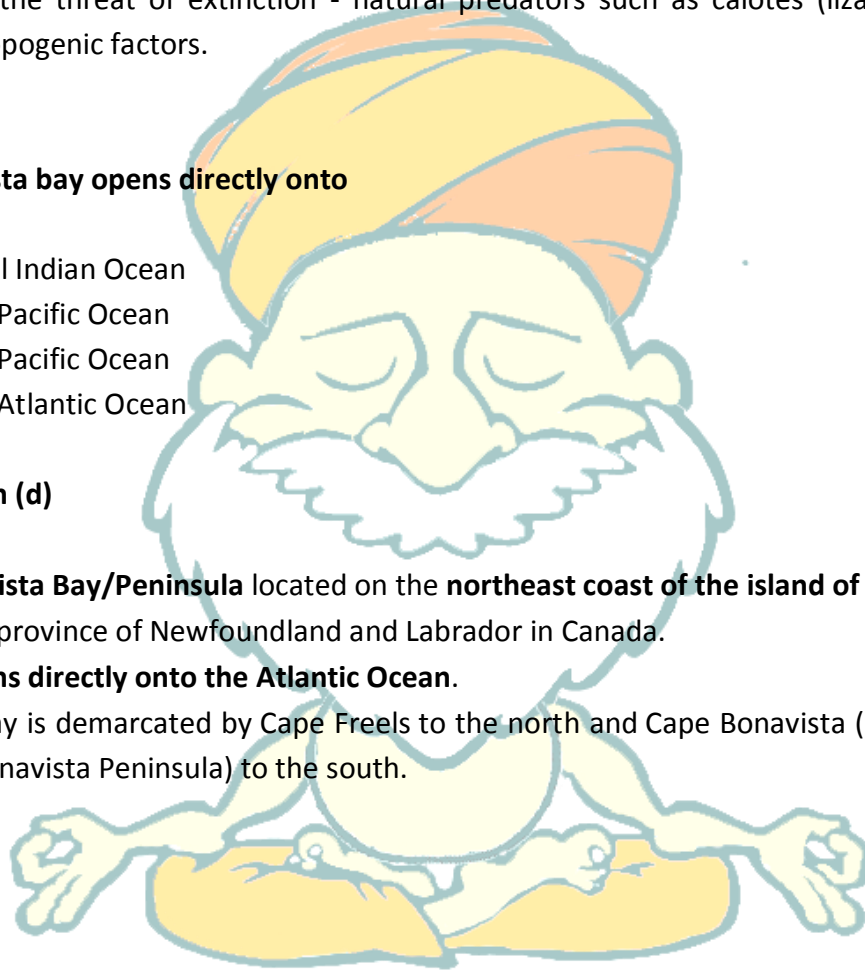 the threat of extinction - natural predators such as calotes (liza
pogenic factors.
sta bay opens directly onto
l Indian Ocean
Pacific Ocean
Pacific Ocean
Atlantic Ocean
n (d)
ista Bay/Peninsula located on the northeast coast of the island of
province of Newfoundland and Labrador in Canada.
ns directly onto the Atlantic Ocean.
ay is demarcated by Cape Freels to the north and Cape Bonavista (
navista Peninsula) to the south.